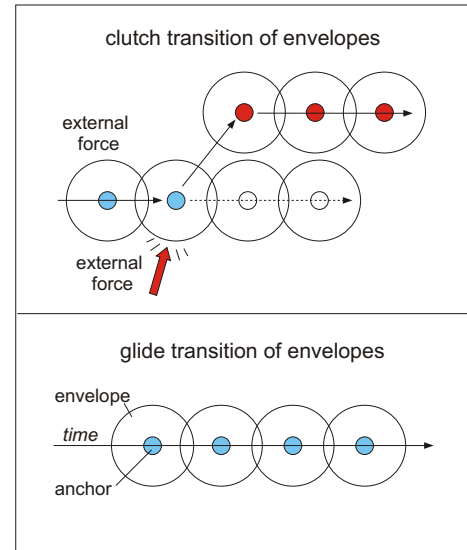 clutch transition of envelopes
external
force
external
force
glide transition of envelopes
envelope
time
anchor